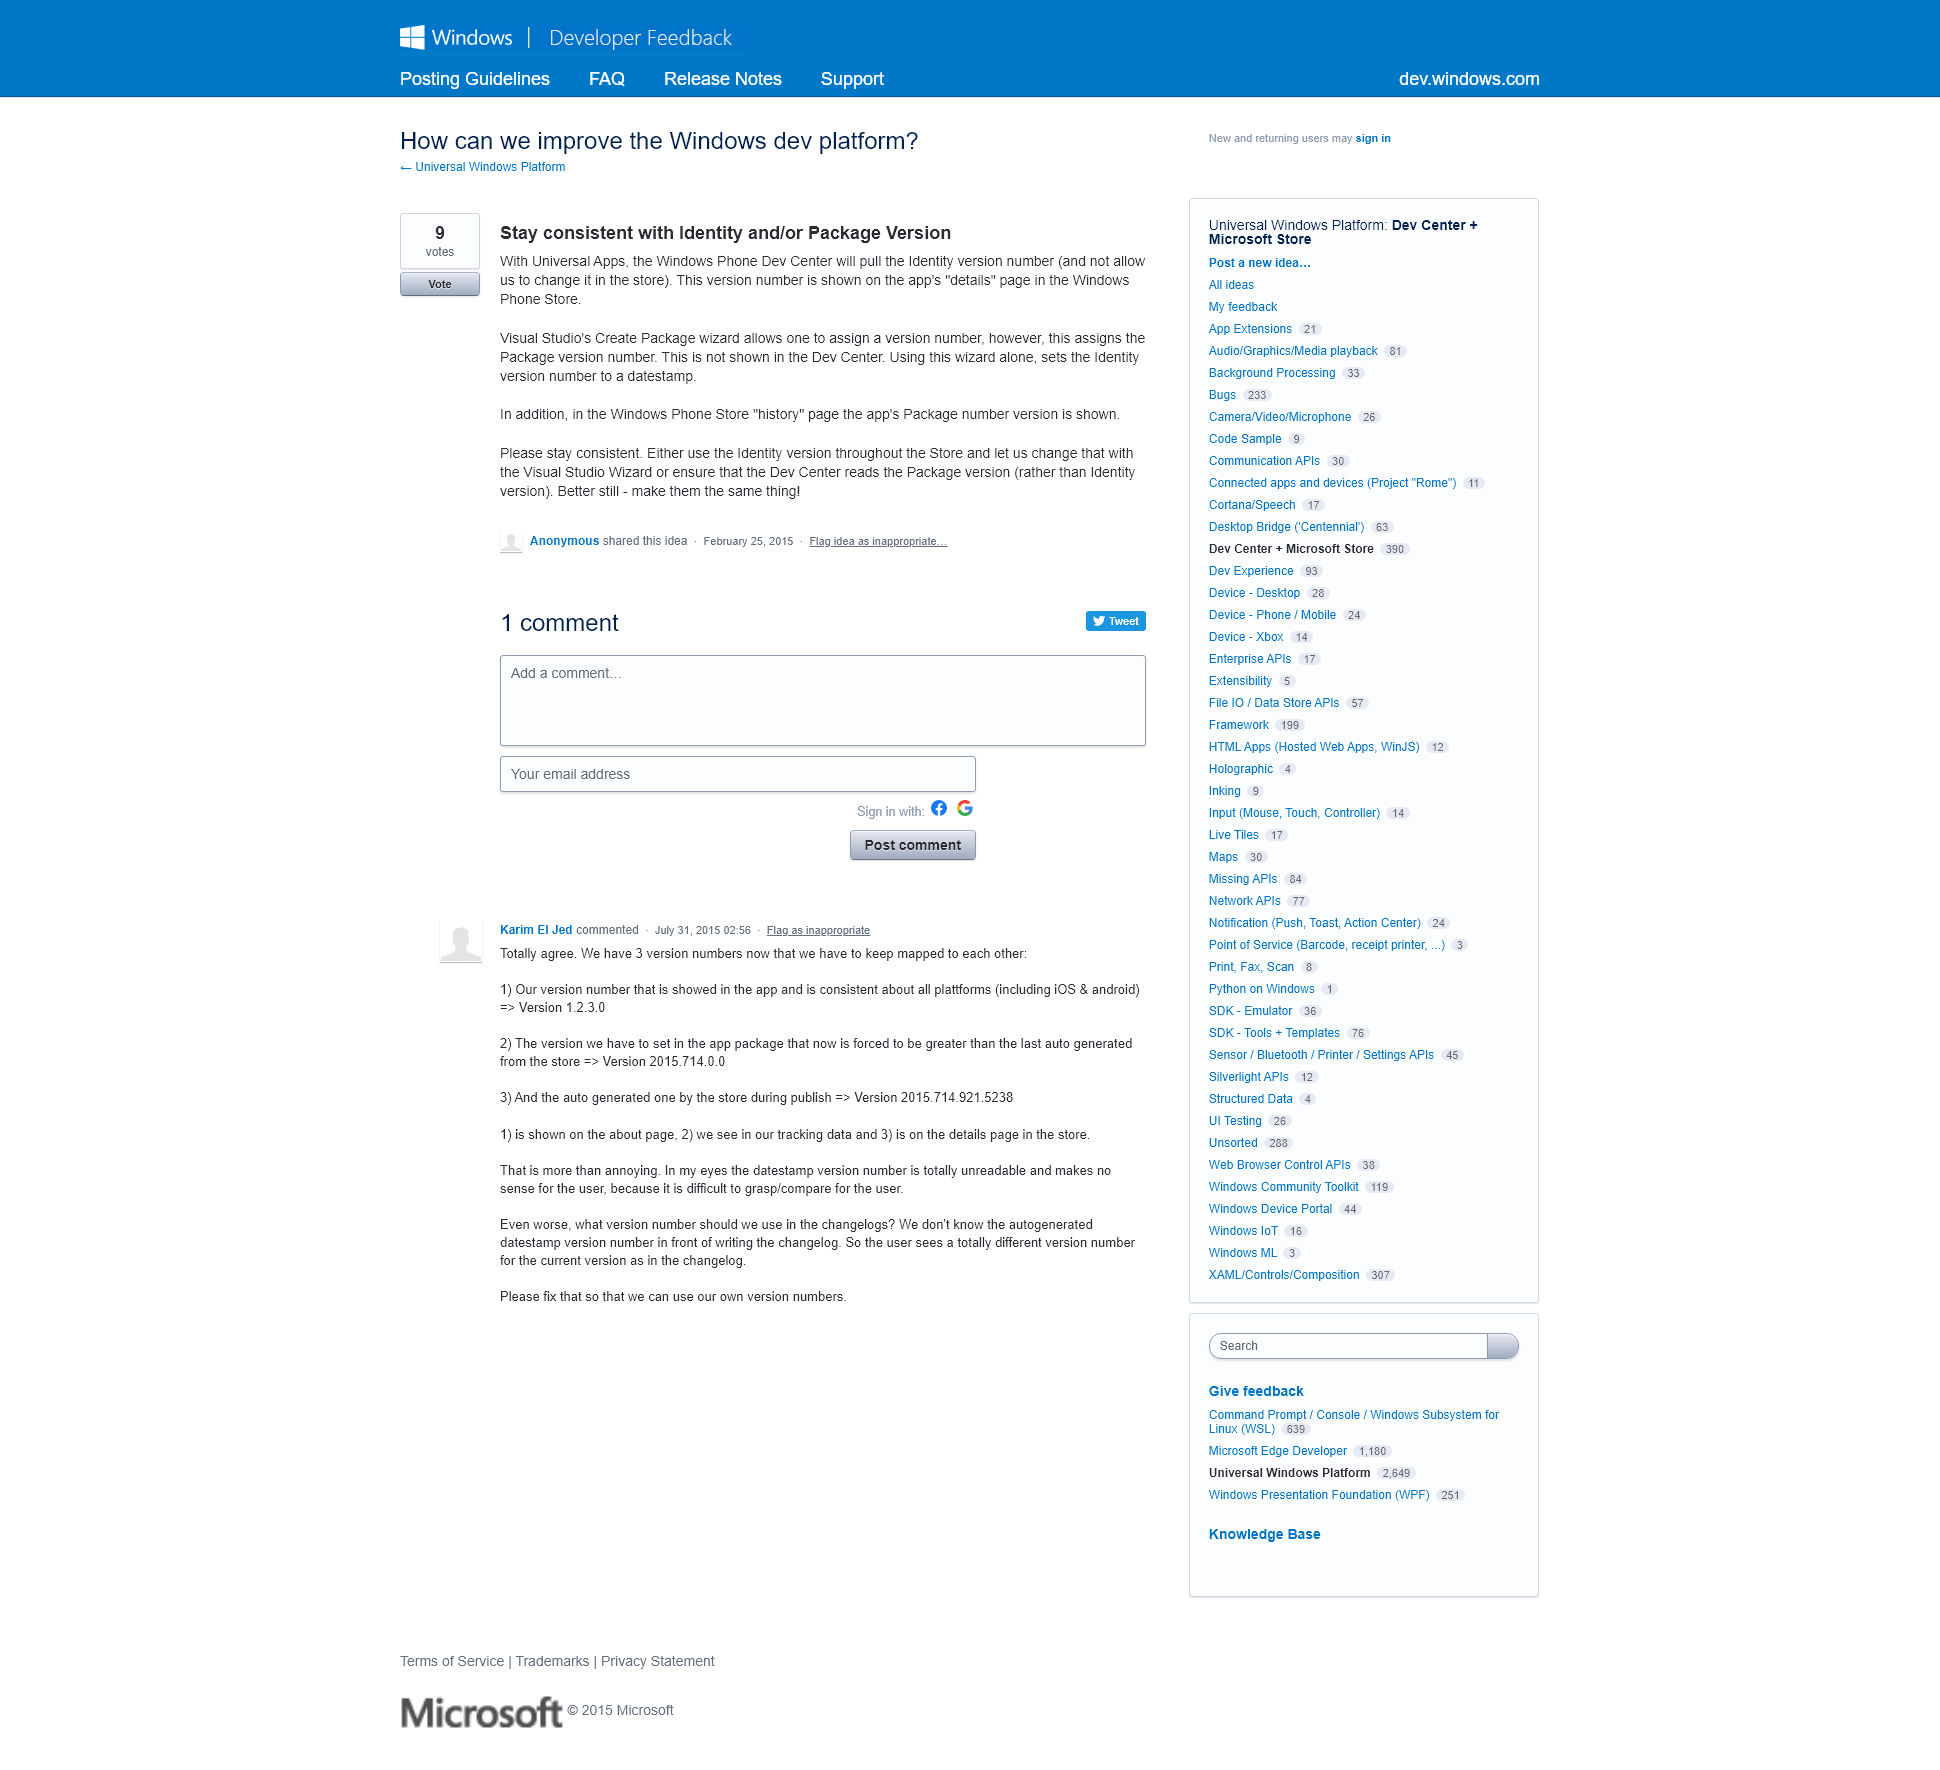 Windows | Developer Feedback
Posting Guidelines FAQ Release Notes Support dev.windows.com
How can we improve the Windows dev platform?
← Universal Windows Platform
New and returning users may sign in
9
votes
Vote
Stay consistent with Identity and/or Package Version
With Universal Apps, the Windows Phone Dev Center will pull the Identity version number (and not allow
us to change it in the store). This version number is shown on the app's "details" page in the Windows
Phone Store.
Visual Studio's Create Package wizard allows one to assign a version number, however, this assigns the
Package version number. This is not shown in the Dev Center. Using this wizard alone, sets the Identity
version number to a datestamp.
In addition, in the Windows Phone Store "history" page the app's Package number version is shown.
Please stay consistent. Either use the Identity version throughout the Store and let us change that with
the Visual Studio Wizard or ensure that the Dev Center reads the Package version (rather than Identity
version). Better still - make them the same thing!
Anonymous shared this idea · February 25, 2015 · Flag idea as inappropriate…
1 comment
Tweet
Add a comment…
Your email address
Sign in with:
Post comment
Karim El Jed commented · July 31, 2015 02:56 · Flag as inappropriate
Totally agree. We have 3 version numbers now that we have to keep mapped to each other:
1) Our version number that is showed in the app and is consistent about all plattforms (including iOS & android)
=> Version 1.2.3.0
2) The version we have to set in the app package that now is forced to be greater than the last auto generated
from the store => Version 2015.714.0.0
3) And the auto generated one by the store during publish => Version 2015.714.921.5238
1) is shown on the about page, 2) we see in our tracking data and 3) is on the details page in the store.
That is more than annoying. In my eyes the datestamp version number is totally unreadable and makes no
sense for the user, because it is difficult to grasp/compare for the user.
Even worse, what version number should we use in the changelogs? We don't know the autogenerated
datestamp version number in front of writing the changelog. So the user sees a totally different version number
for the current version as in the changelog.
Please fix that so that we can use our own version numbers.
Universal Windows Platform: Dev Center +
Microsoft Store
Post a new idea…
All ideas
My feedback
App Extensions 21
Audio/Graphics/Media playback 81
Background Processing 33
Bugs 233
Camera/Video/Microphone 26
Code Sample 9
Communication APIs 30
Connected apps and devices (Project "Rome") 11
Cortana/Speech 17
Desktop Bridge ('Centennial') 63
Dev Center + Microsoft Store 390
Dev Experience 93
Device - Desktop 28
Device - Phone / Mobile 24
Device - Xbox 14
Enterprise APIs 17
Extensibility 5
File IO / Data Store APIs 57
Framework 199
HTML Apps (Hosted Web Apps, WinJS) 12
Holographic 4
Inking 9
Input (Mouse, Touch, Controller) 14
Live Tiles 17
Maps 30
Missing APIs 84
Network APIs 77
Notification (Push, Toast, Action Center) 24
Point of Service (Barcode, receipt printer, ...) 3
Print, Fax, Scan 8
Python on Windows 1
SDK - Emulator 36
SDK - Tools + Templates 76
Sensor / Bluetooth / Printer / Settings APIs 45
Silverlight APIs 12
Structured Data 4
UI Testing 26
Unsorted 288
Web Browser Control APIs 38
Windows Community Toolkit 119
Windows Device Portal 44
Windows IoT 16
Windows ML 3
XAML/Controls/Composition 307
Search
Give feedback
Command Prompt / Console / Windows Subsystem for
Linux (WSL) 639
Microsoft Edge Developer 1,180
Universal Windows Platform 2,649
Windows Presentation Foundation (WPF) 251
Knowledge Base
Terms of Service | Trademarks | Privacy Statement
Microsoft © 2015 Microsoft